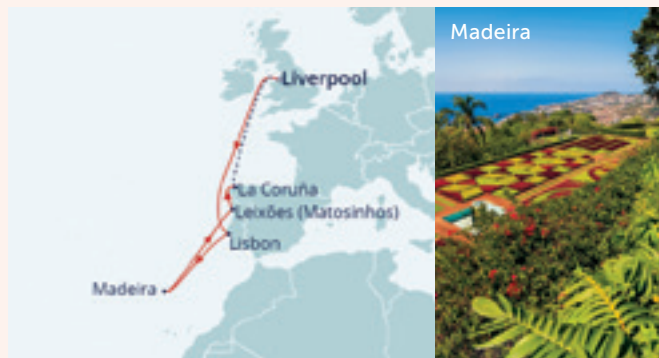 Liverpool
La Coruña
Leixões (Matosinhos)
Lisbon
Madeira
Madeira